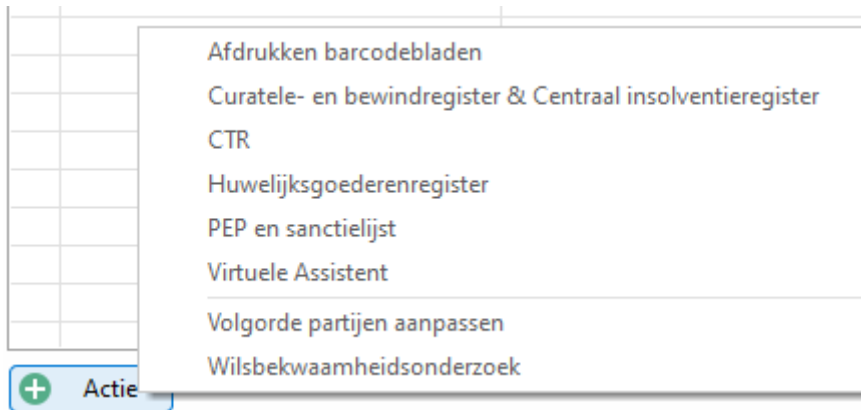 Afdrukken barcodebladen
Curatele- en bewindregister & Centraal insolventieregister
CTR
Huwelijksgoederenregister
PEP en sanctielijst
Virtuele Assistent
Volgorde partijen aanpassen
Wilsbekwaamheidsonderzoek
Actie